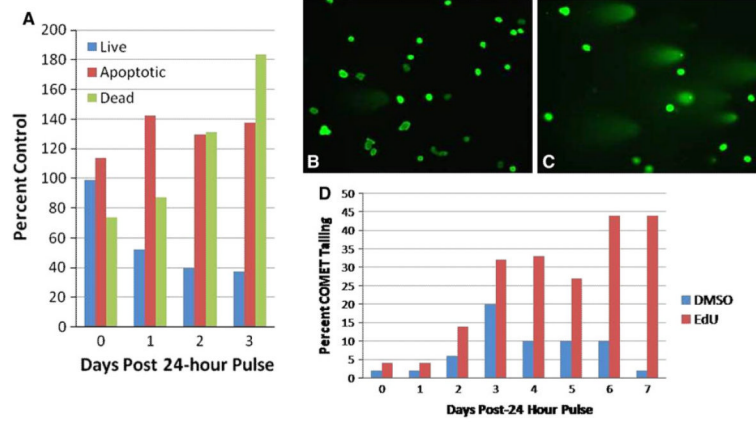 A
200
180
160
140
120
100
80
60
40
20
0
Percent Control
Live
Apoptotic
Dead
0 1 2 3
Days Post 24-hour Pulse
B
C
D
50
45
40
35
30
25
20
15
10
5
0
Percent COMET Tailing
0 1 2 3 4 5 6 7
Days Post-24 Hour Pulse
DMSO
EdU